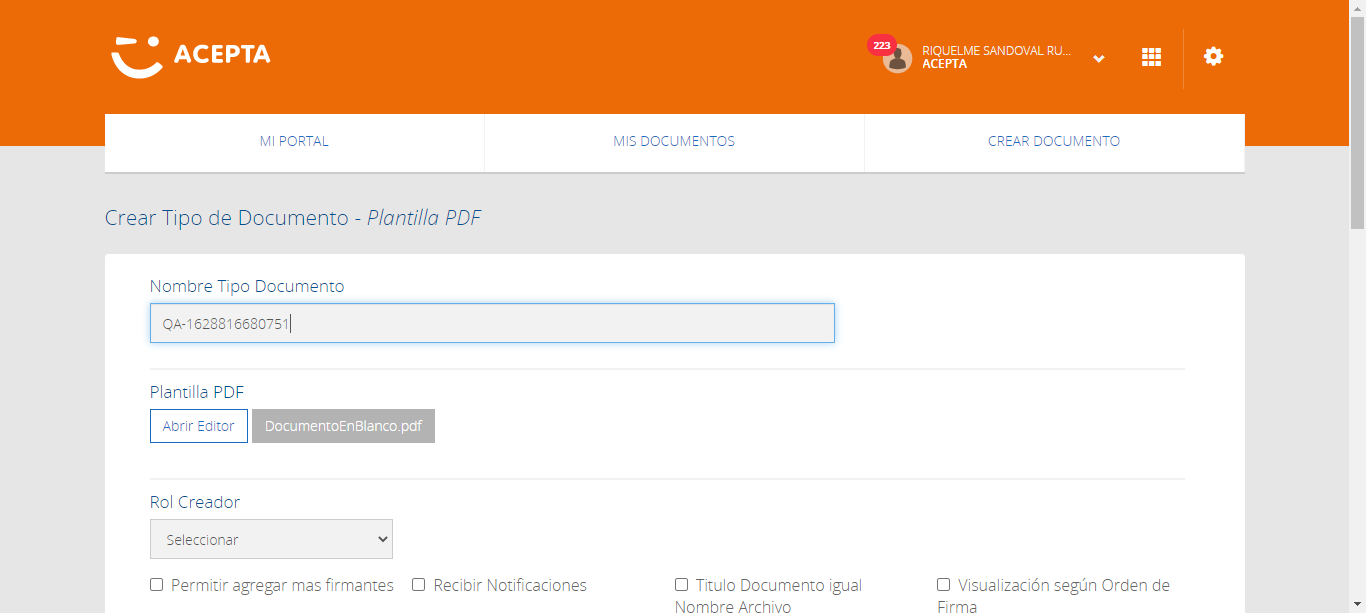 ACEPTA
223
RIQUELME SANDOVAL RU...
ACEPTA
MI PORTAL
MIS DOCUMENTOS
CREAR DOCUMENTO
Crear Tipo de Documento - Plantilla PDF
Nombre Tipo Documento
QA-1628816680751
Plantilla PDF
Abrir Editor
DocumentoEnBlanco.pdf
Rol Creador
Seleccionar
Permitir agregar mas firmantes
Recibir Notificaciones
Titulo Documento igual
Nombre Archivo
Visualización según Orden de
Firma